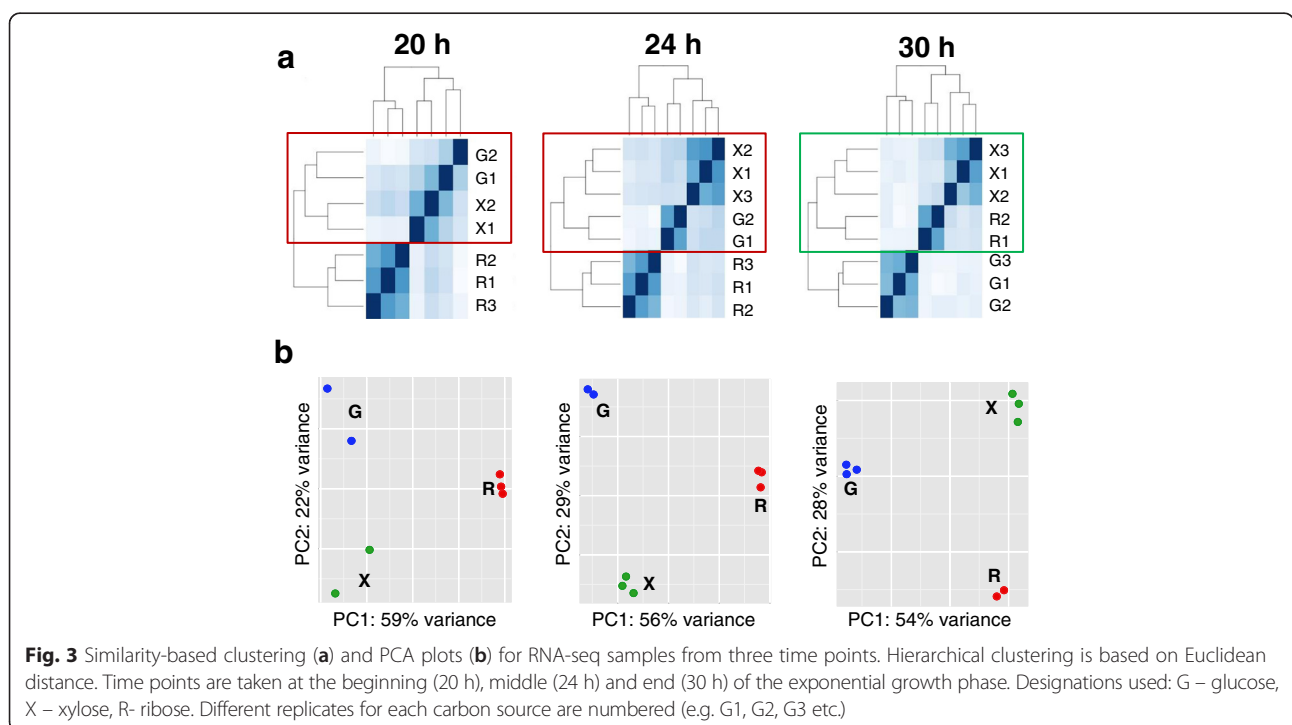 a
20 h
24 h
30 h
G2
G1
X2
X1
R2
R1
R3
X2
X1
X3
G2
G1
R3
R1
R2
X3
X1
X2
R2
R1
G3
G1
G2
b
PC2: 22% variance
G
R
X
PC1: 59% variance
PC2: 29% variance
G
R
X
PC1: 56% variance
PC2: 28% variance
X
G
R
PC1: 54% variance
Fig. 3 Similarity-based clustering (a) and PCA plots (b) for RNA-seq samples from three time points. Hierarchical clustering is based on Euclidean
distance. Time points are taken at the beginning (20 h), middle (24 h) and end (30 h) of the exponential growth phase. Designations used: G – glucose,
X – xylose, R- ribose. Different replicates for each carbon source are numbered (e.g. G1, G2, G3 etc.)